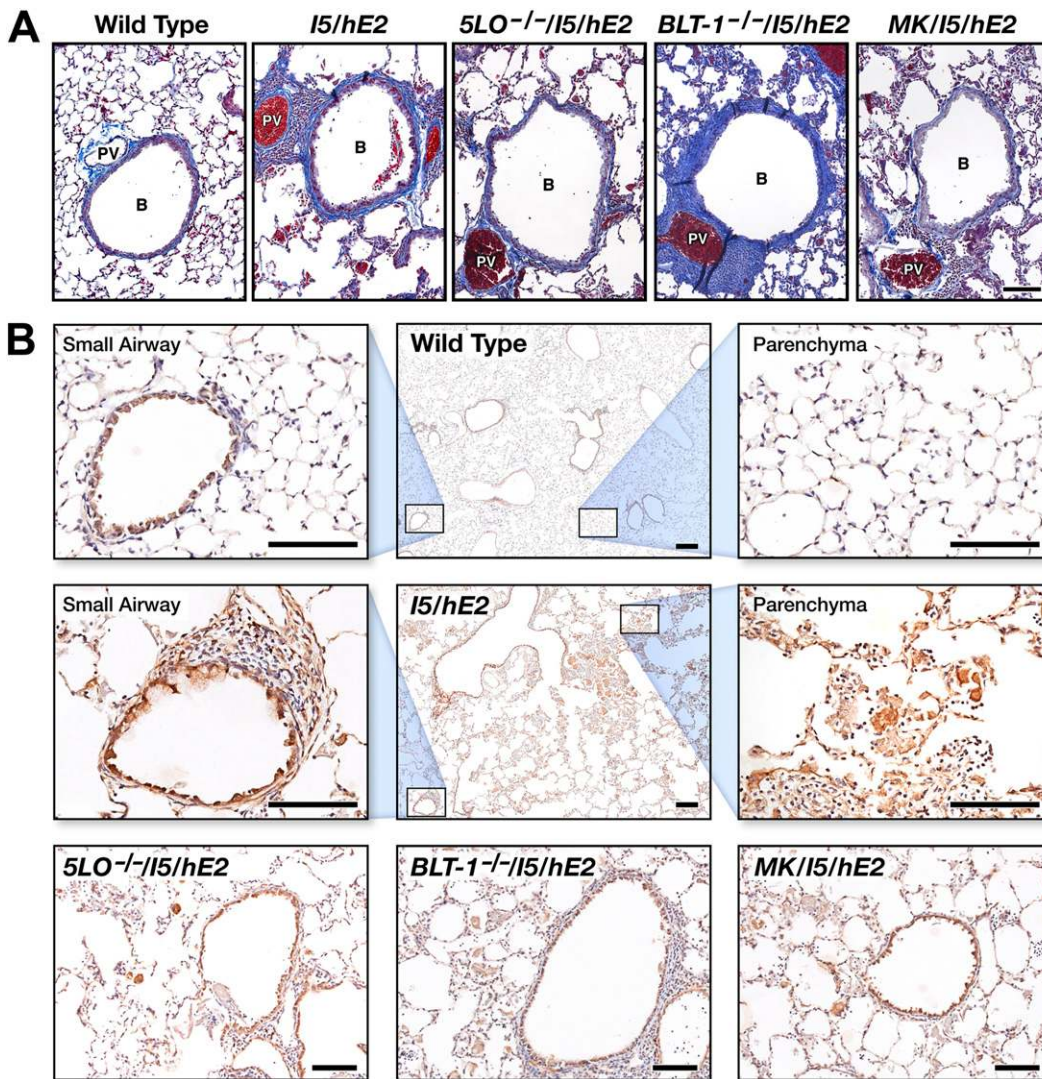 A
Wild Type
I5/hE2
5LO−/−/I5/hE2
BLT-1−/−/I5/hE2
MK/I5/hE2
PV
B
PV
B
B
PV
B
PV
B
PV
B
Small Airway
Wild Type
Parenchyma
Small Airway
I5/hE2
Parenchyma
5LO−/−/I5/hE2
BLT-1−/−/I5/hE2
MK/I5/hE2